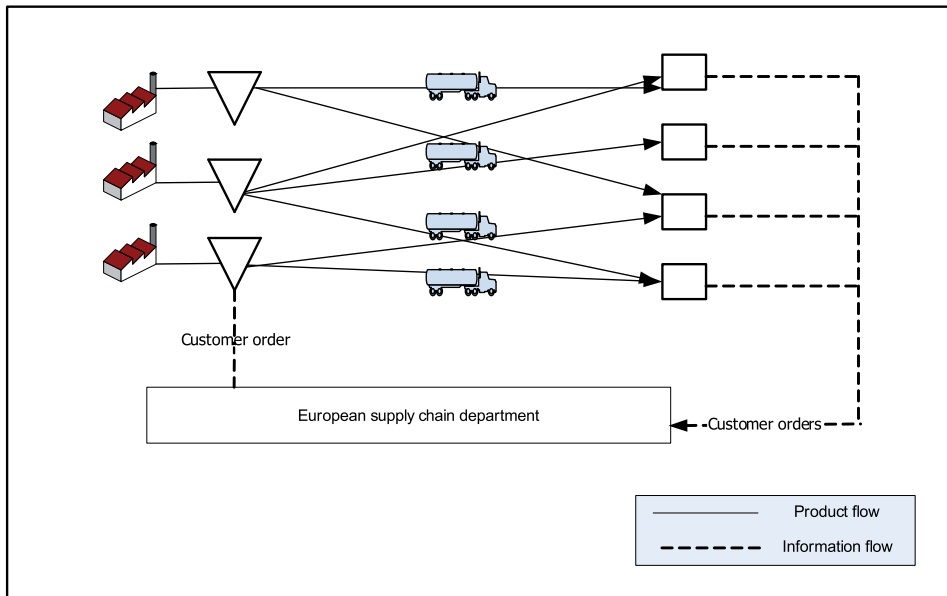 Customer order
European supply chain department
Customer orders
Product flow
Information flow